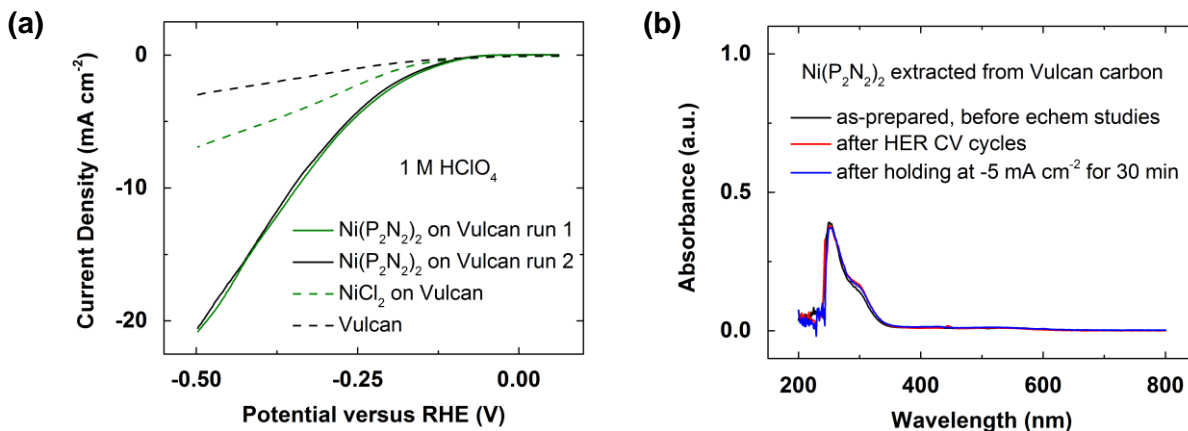 (a)
Current Density (mA cm⁻²)
0
-10
-20
1 M HClO₄
Ni(P₂N₂)₂ on Vulcan run 1
Ni(P₂N₂)₂ on Vulcan run 2
NiCl₂ on Vulcan
Vulcan
-0.50
-0.25
0.00
Potential versus RHE (V)
(b)
Absorbance (a.u.)
1.0
0.5
0.0
Ni(P₂N₂)₂ extracted from Vulcan carbon
as-prepared, before echem studies
after HER CV cycles
after holding at -5 mA cm⁻² for 30 min
200
400
600
800
Wavelength (nm)